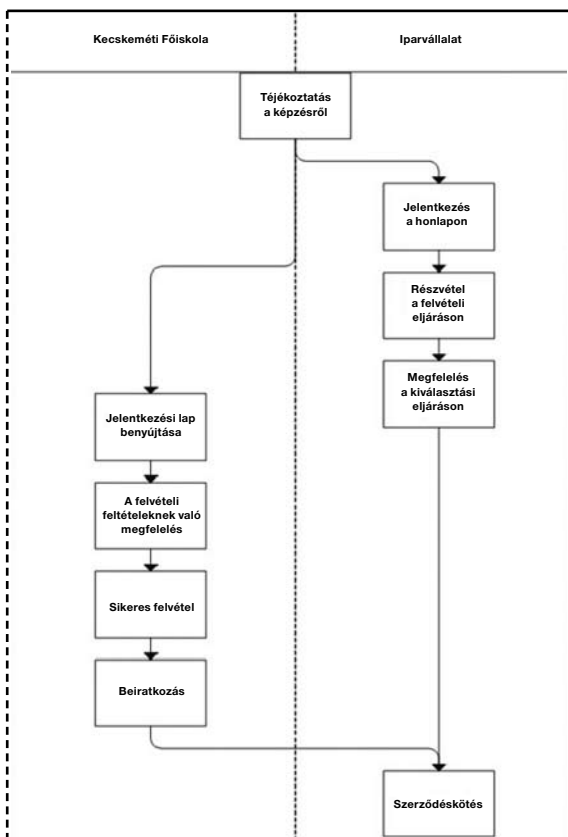 Kecskeméti Főiskola
Iparvállalat
Téjékoztatás
a képzésről
Jelentkezés
a honlapon
Részvétel
a felvételi
eljáráson
Megfelelés
a kiválasztási
eljáráson
Jelentkezési lap
benyújtása
A felvételi
feltételeknek való
megfelelés
Sikeres felvétel
Beiratkozás
Szerződéskötés